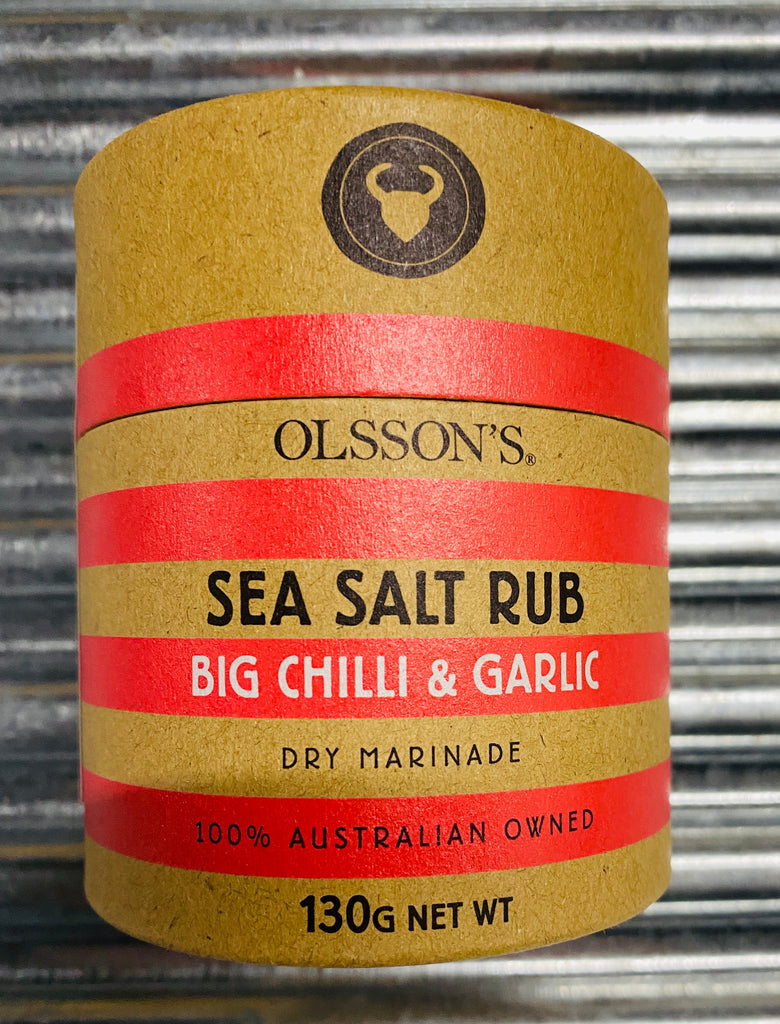 OLSSON'S®
SEA SALT RUB
BIG CHILLI & GARLIC
DRY MARINADE
100% AUSTRALIAN OWNED
130G NET WT